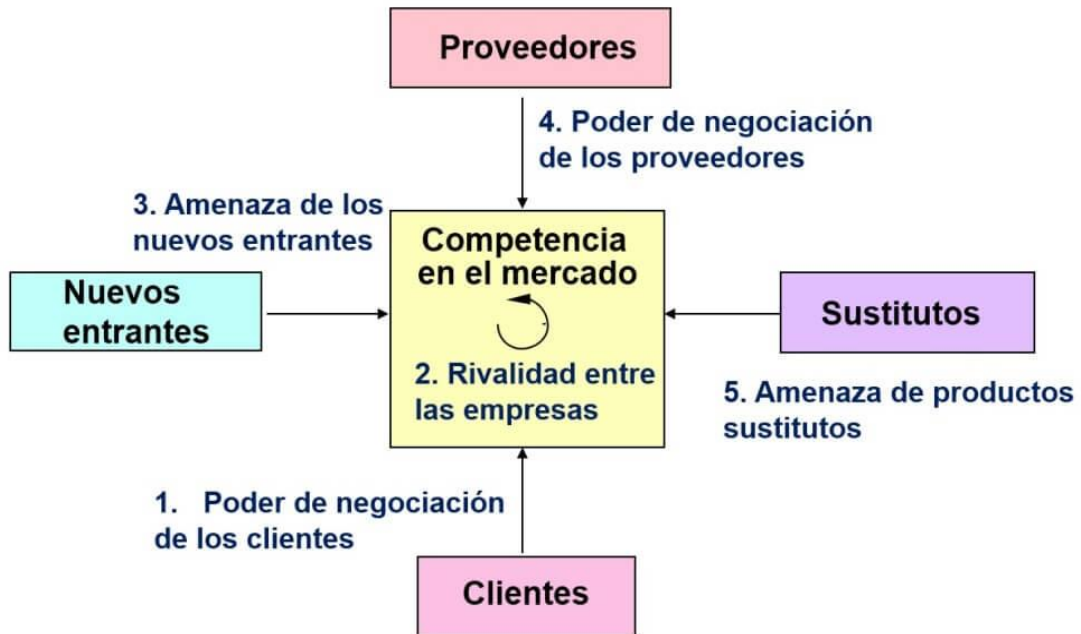 Proveedores
4. Poder de negociación
de los proveedores
3. Amenaza de los
nuevos entrantes
Competencia
en el mercado
Nuevos
entrantes
Sustitutos
2. Rivalidad entre
las empresas
5. Amenaza de productos
sustitutos
1. Poder de negociación
de los clientes
Clientes